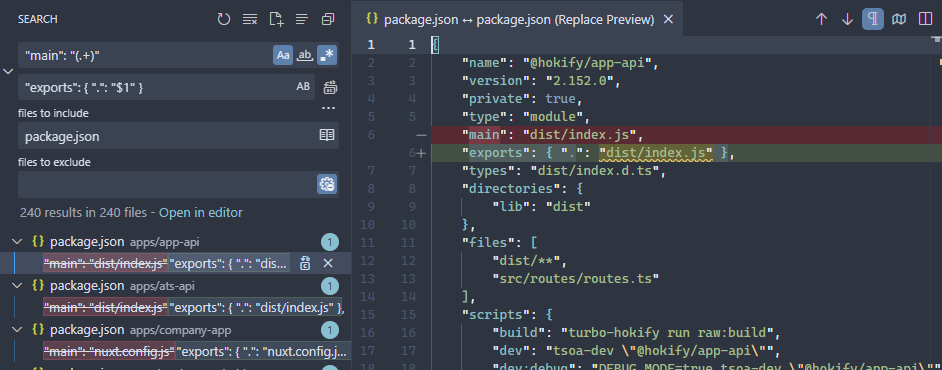 SEARCH
"main": "(.+)"
Aa
ab
.*
"exports": { ".": "$1" }
AB
...
files to include
package.json
files to exclude
240 results in 240 files - Open in editor
{} package.json apps/app-api 1
"main": "dist/index.js""exports": { ".": "dis...
{} package.json apps/ats-api 1
"main": "dist/index.js""exports": { ".": "dist/index.js" },
{} package.json apps/company-app 1
"main": "nuxt.config.js""exports": { ".": "nuxt.config.j...
{} package.json ↔ package.json (Replace Preview)
1 1 {
2 2 "name": "@hokify/app-api",
3 3 "version": "2.152.0",
4 4 "private": true,
5 5 "type": "module",
6 — "main": "dist/index.js",
6+ "exports": { ".": "dist/index.js" },
7 7 "types": "dist/index.d.ts",
8 8 "directories": {
9 9 "lib": "dist"
10 10 },
11 11 "files": [
12 12 "dist/**",
13 13 "src/routes/routes.ts"
14 14 ],
15 15 "scripts": {
16 16 "build": "turbo-hokify run raw:build",
17 17 "dev": "tsoa-dev \"@hokify/app-api\"",
18 18 "dev:debug": "DEBUG_MODE=true tsoa-dev \"@hokify/app-api\""